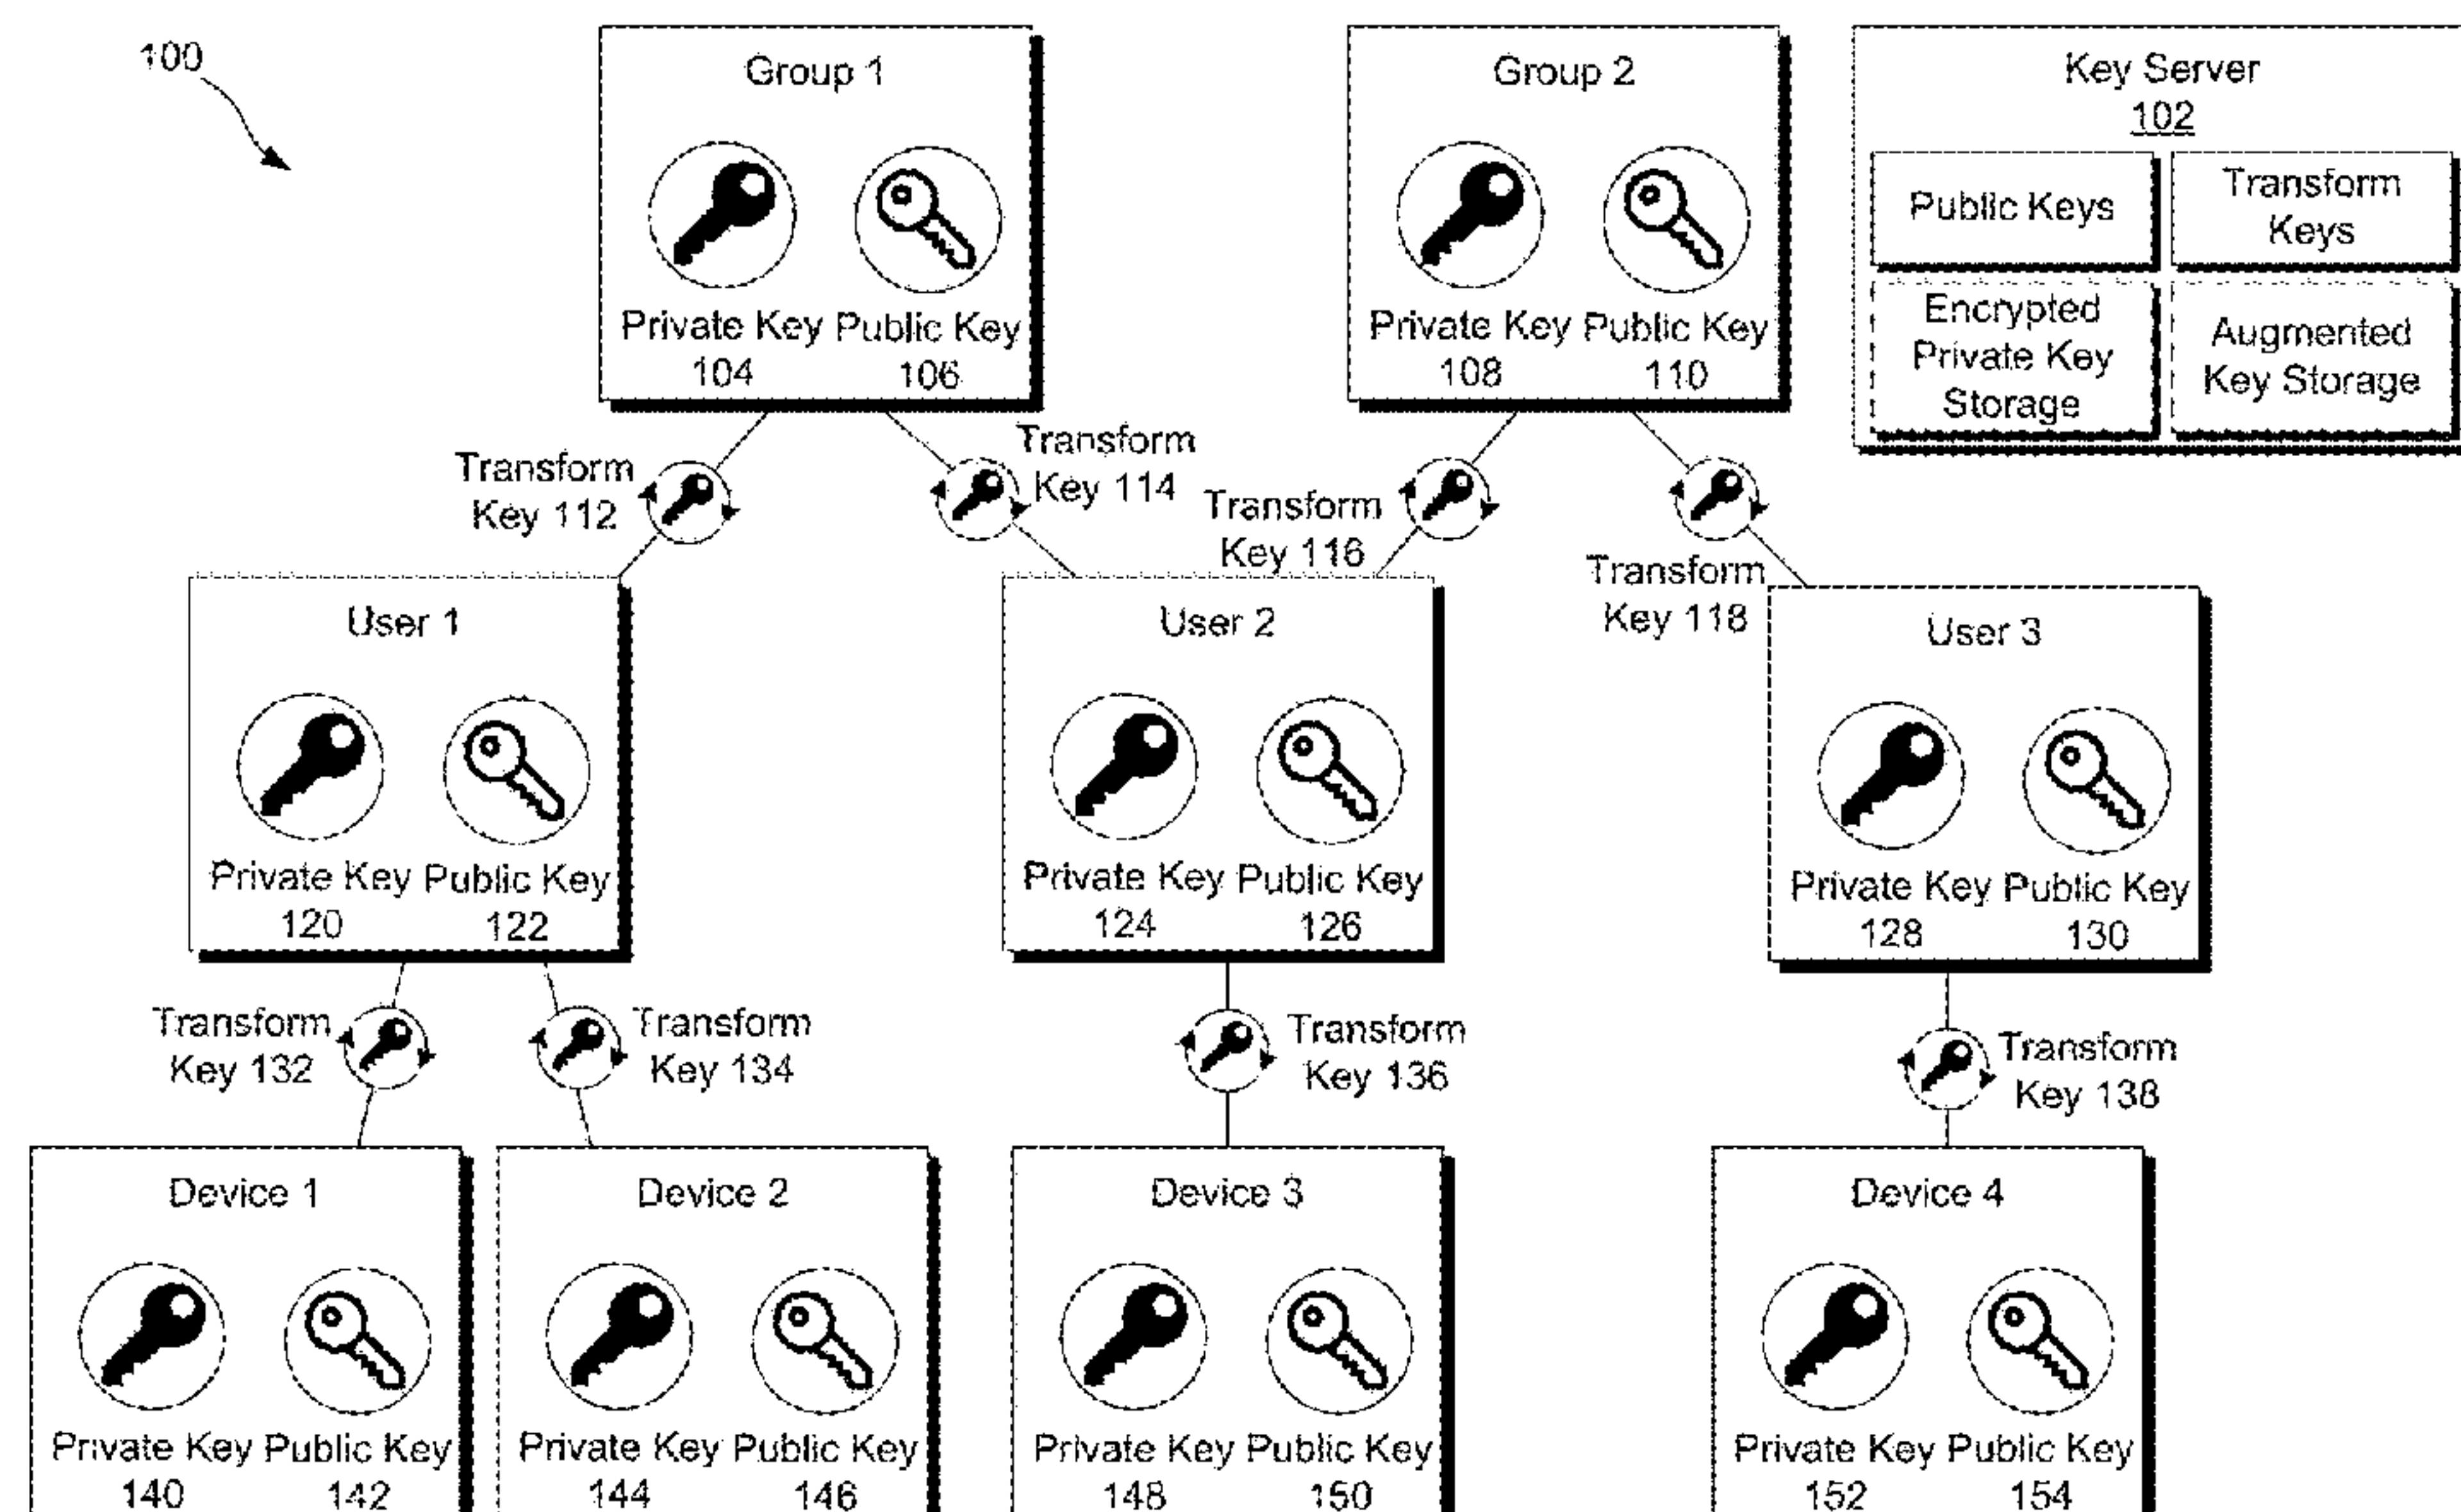 100
Group 1
Private Key Public Key
104 106
Group 2
Private Key Public Key
108 110
Key Server
102
Public Keys
Transform
Keys
Encrypted
Private Key
Storage
Augmented
Key Storage
Transform
Key 112
Transform
Key 114
Transform
Key 116
Transform
Key 118
User 1
Private Key Public Key
120 122
User 2
Private Key Public Key
124 126
User 3
Private Key Public Key
128 130
Transform
Key 132
Transform
Key 134
Transform
Key 136
Transform
Key 138
Device 1
Private Key Public Key
140 142
Device 2
Private Key Public Key
144 146
Device 3
Private Key Public Key
148 150
Device 4
Private Key Public Key
152 154